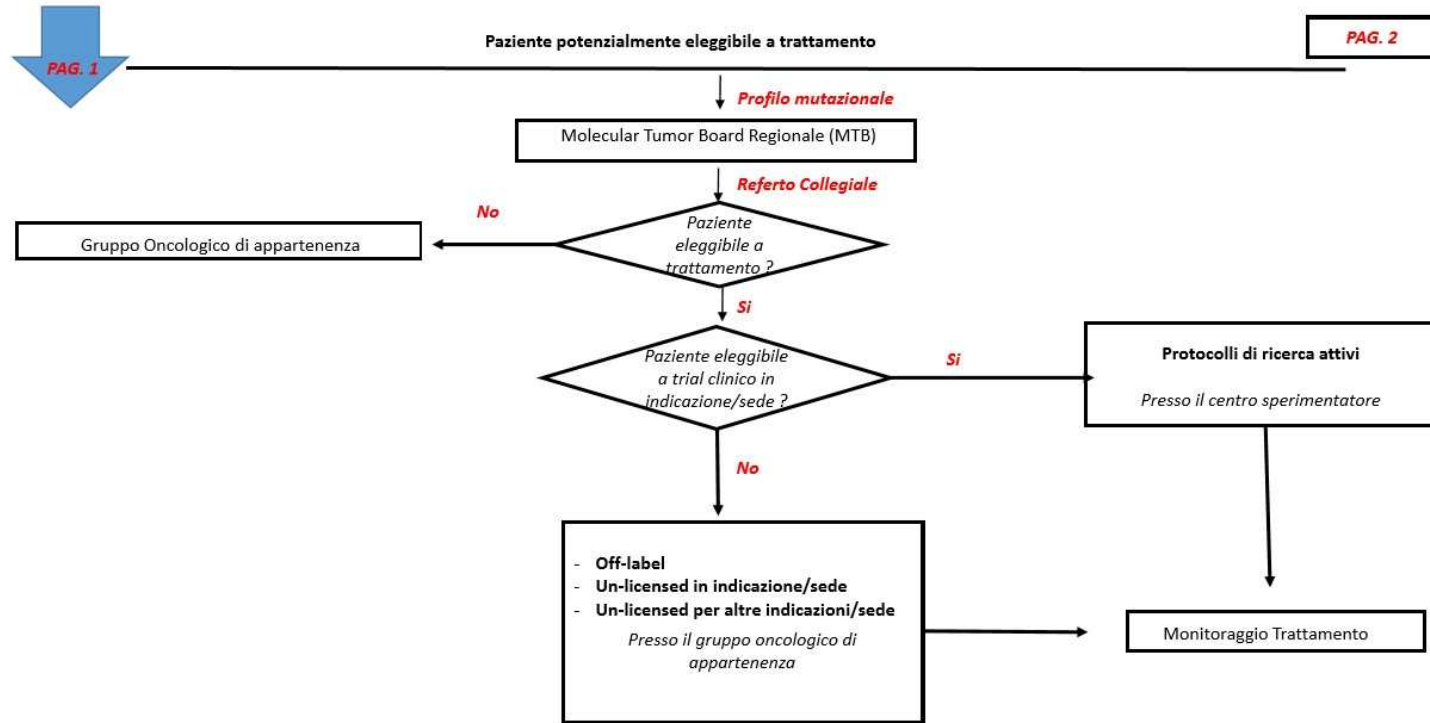 Paziente potenzialmente eleggibile a trattamento
PAG. 2
PAG. 1
Profilo mutazionale
Molecular Tumor Board Regionale (MTB)
Referto Collegiale
No
Paziente
eleggibile a
trattamento ?
Gruppo Oncologico di appartenenza
Si
Paziente eleggibile
a trial clinico in
indicazione/sede ?
Si
Protocolli di ricerca attivi
Presso il centro sperimentatore
No
- Off-label
- Un-licensed in indicazione/sede
- Un-licensed per altre indicazioni/sede
Presso il gruppo oncologico di
appartenenza
Monitoraggio Trattamento